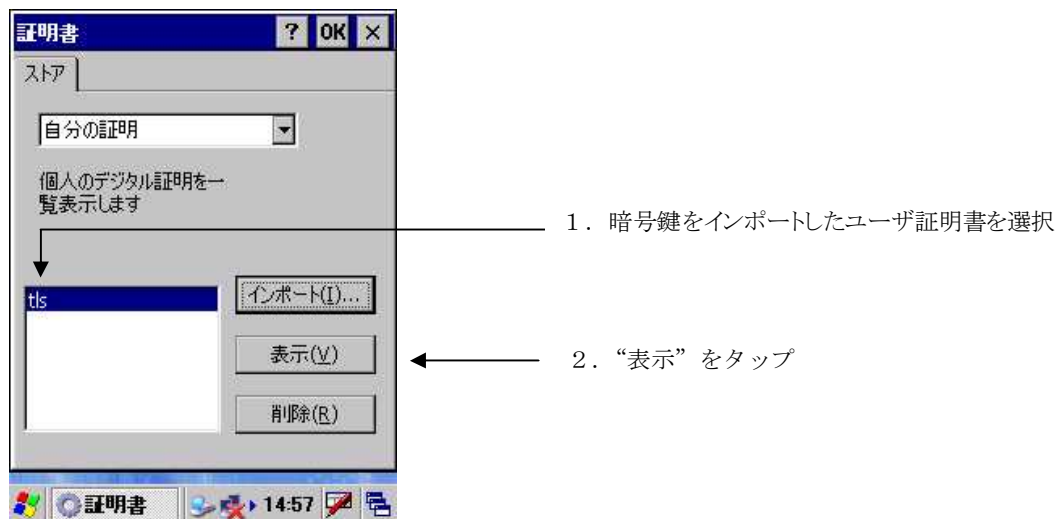 証明書 ? OK ×
ストア
自分の証明
個人のデジタル証明を一
覧表示します
1. 暗号鍵をインポートしたユーザ証明書を選択
tls
インポート(I)...
表示(V)
2. “表示”をタップ
削除(R)
証明書 14:57